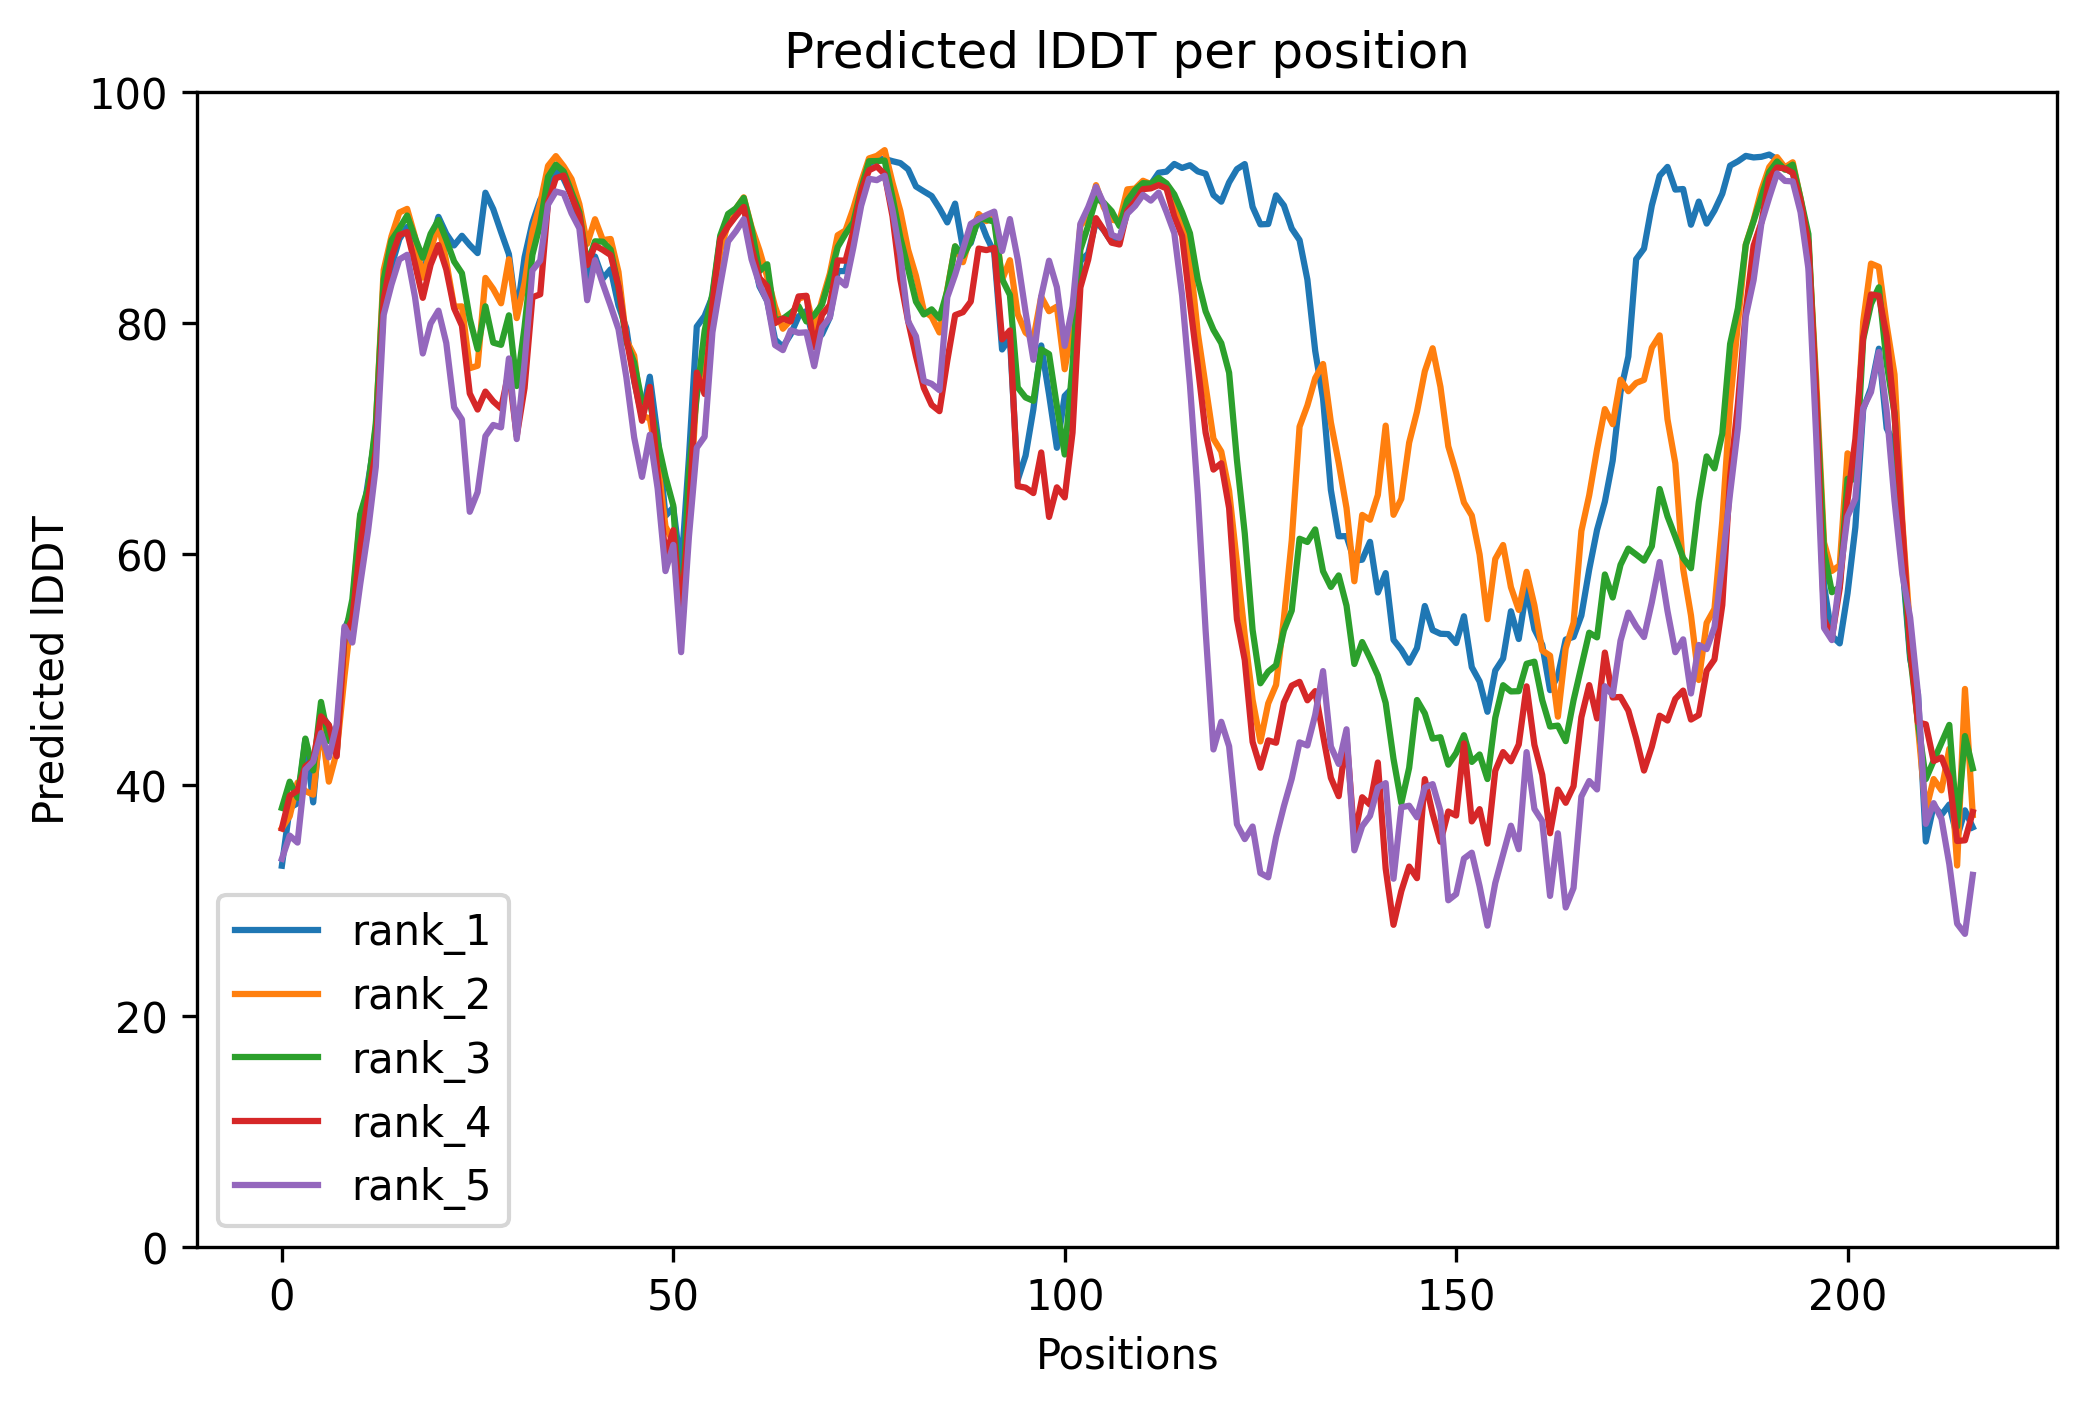 Predicted lDDT per position
100
80
60
40
20
0
Predicted lDDT
rank_1
rank_2
rank_3
rank_4
rank_5
0 50 100 150 200
Positions